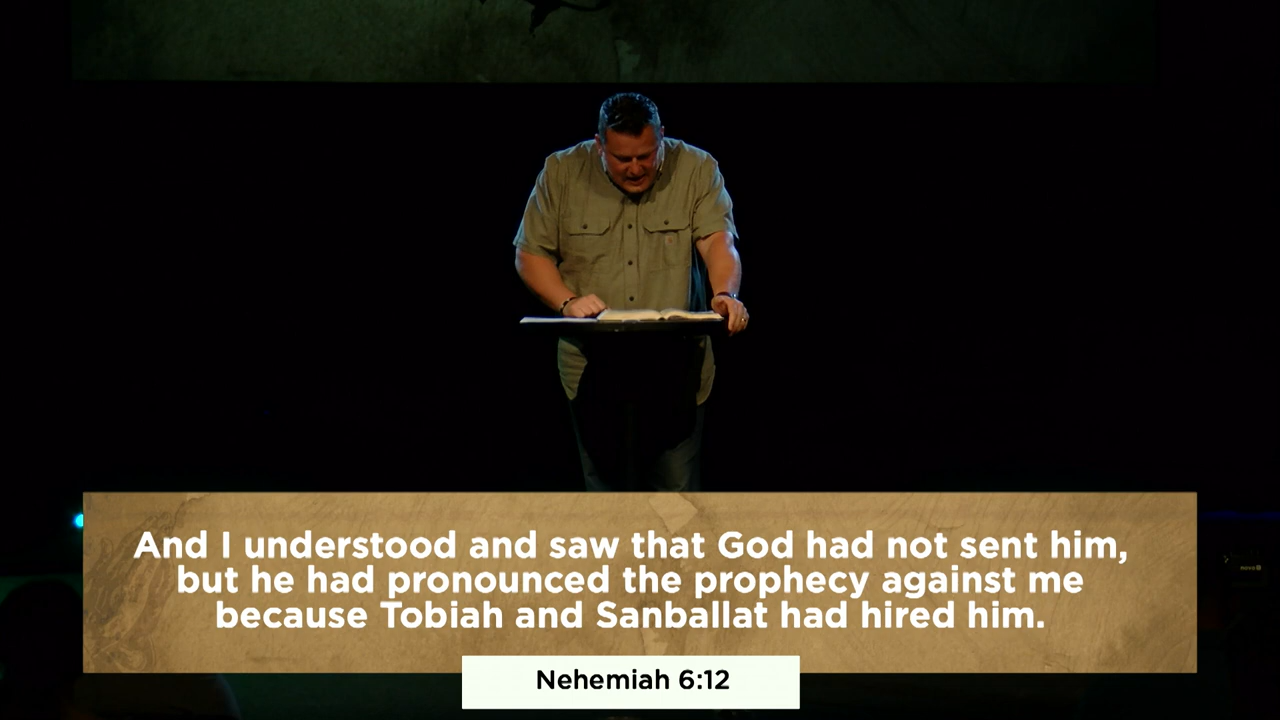 And I understood and saw that God had not sent him,
but he had pronounced the prophecy against me
because Tobiah and Sanballat had hired him.
Nehemiah 6:12